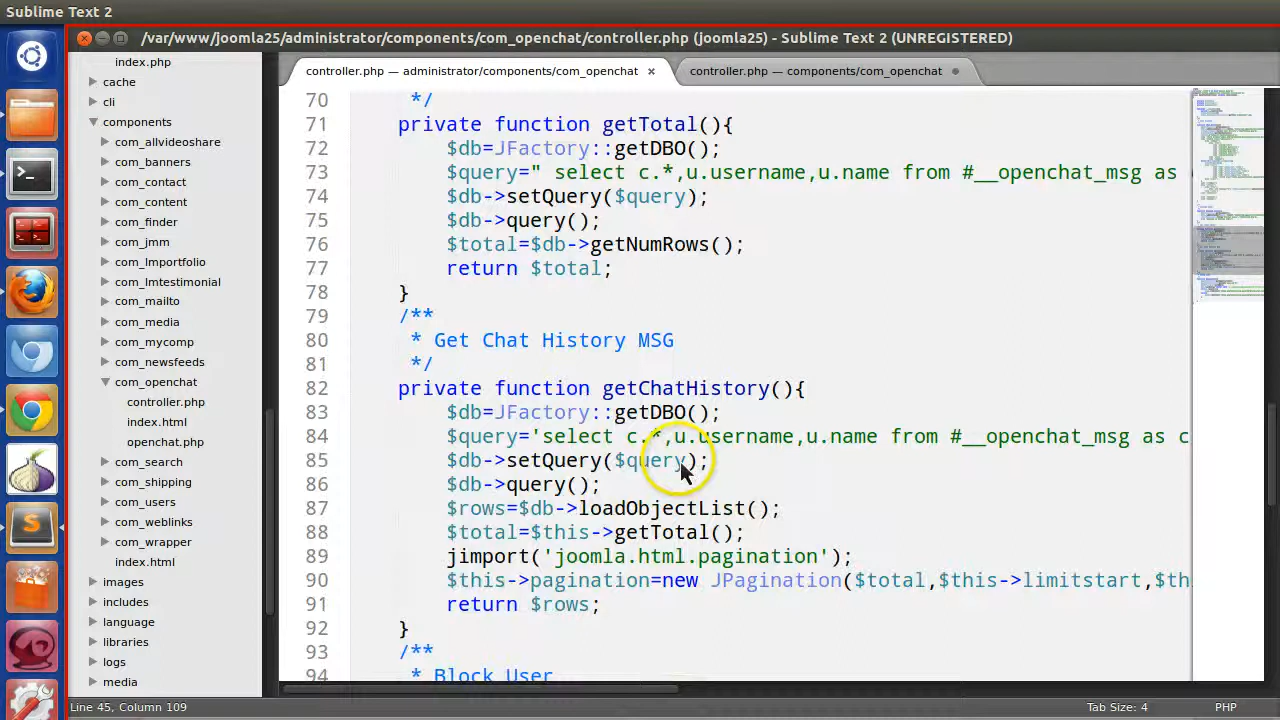 Sublime Text 2
/var/www/joomla25/administrator/components/com_openchat/controller.php (joomla25) - Sublime Text 2 (UNREGISTERED)
controller.php — administrator/components/com_openchat ×
controller.php — components/com_openchat
index.php
cache
cli
components
com_allvideoshare
com_banners
com_contact
com_content
com_finder
com_jmm
com_lmportfolio
com_lmtestimonial
com_mailto
com_media
com_mycomp
com_newsfeeds
com_openchat
controller.php
index.html
openchat.php
com_search
com_shipping
com_users
com_weblinks
com_wrapper
index.html
images
includes
language
libraries
logs
media
70 */
71 private function getTotal(){
72 $db=JFactory::getDBO();
73 $query=" select c.*,u.username,u.name from #__openchat_msg as
74 $db->setQuery($query);
75 $db->query();
76 $total=$db->getNumRows();
77 return $total;
78 }
79 /**
80 * Get Chat History MSG
81 */
82 private function getChatHistory(){
83 $db=JFactory::getDBO();
84 $query='select c.*,u.username,u.name from #__openchat_msg as c
85 $db->setQuery($query);
86 $db->query();
87 $rows=$db->loadObjectList();
88 $total=$this->getTotal();
89 jimport('joomla.html.pagination');
90 $this->pagination=new JPagination($total,$this->limitstart,$th
91 return $rows;
92 }
93 /**
94 * Block User
Line 45, Column 109
Tab Size: 4
PHP